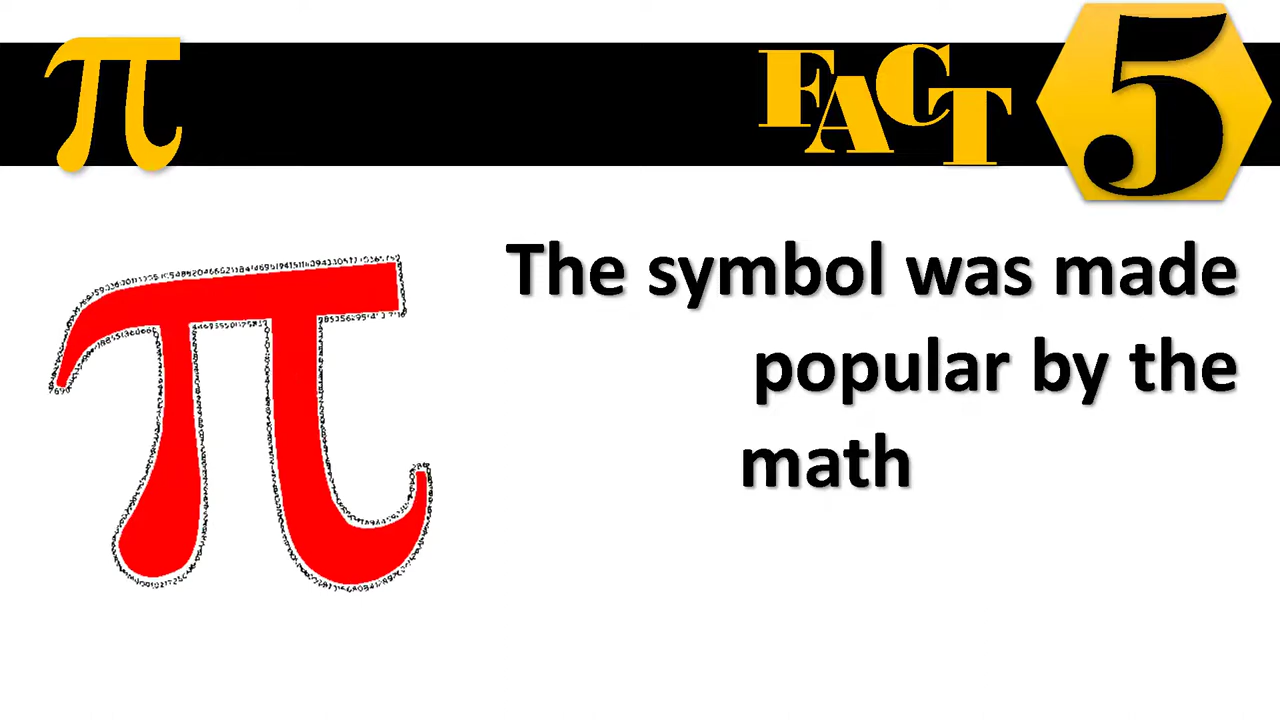 π
FACT
5
The symbol was made
popular by the
math
π